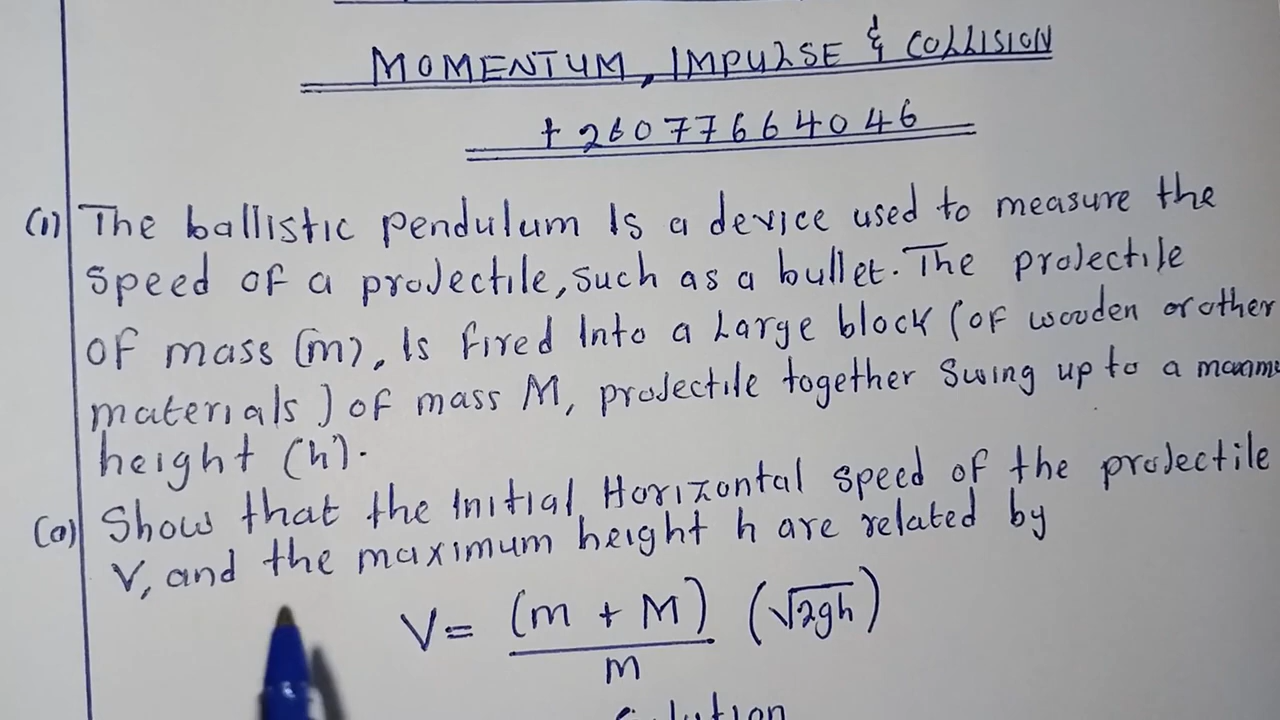 MOMENTUM, IMPULSE & COLLISION
+26077664046
(1) The ballistic pendulum Is a device used to measure the
speed of a projectile, such as a bullet. The projectile
of mass (m), Is fired Into a Large block (of wooden or other
materials) of mass M, projectile together swing up to a
height (h).
(a) Show that the Initial Horizontal speed of the projectile
V, and the maximum height h are related by
V = (m + M) (√2gh)
m